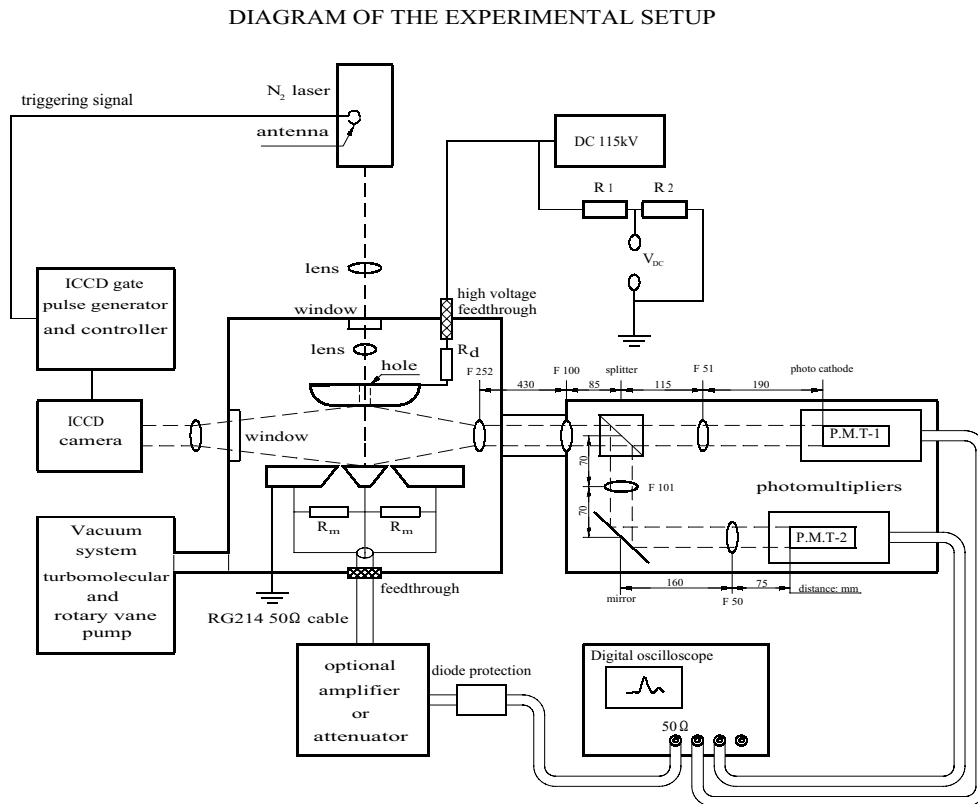 DIAGRAM OF THE EXPERIMENTAL SETUP
N2 laser
triggering signal
antenna
DC 115kV
R 1
R 2
VDC
lens
ICCD gate
pulse generator
and controller
high voltage
feedthrough
window
lens
Rd
hole
F 252
430
F 100
85
splitter
115
F 51
190
photo cathode
ICCD
camera
window
P.M.T-1
70
F 101
photomultipliers
70
Rm
Rm
P.M.T-2
Vacuum
system
turbomolecular
and
rotary vane
pump
feedthrough
160
75
distance: mm
mirror
F 50
RG214 50Ω cable
optional
amplifier
or
attenuator
diode protection
Digital oscilloscope
50Ω